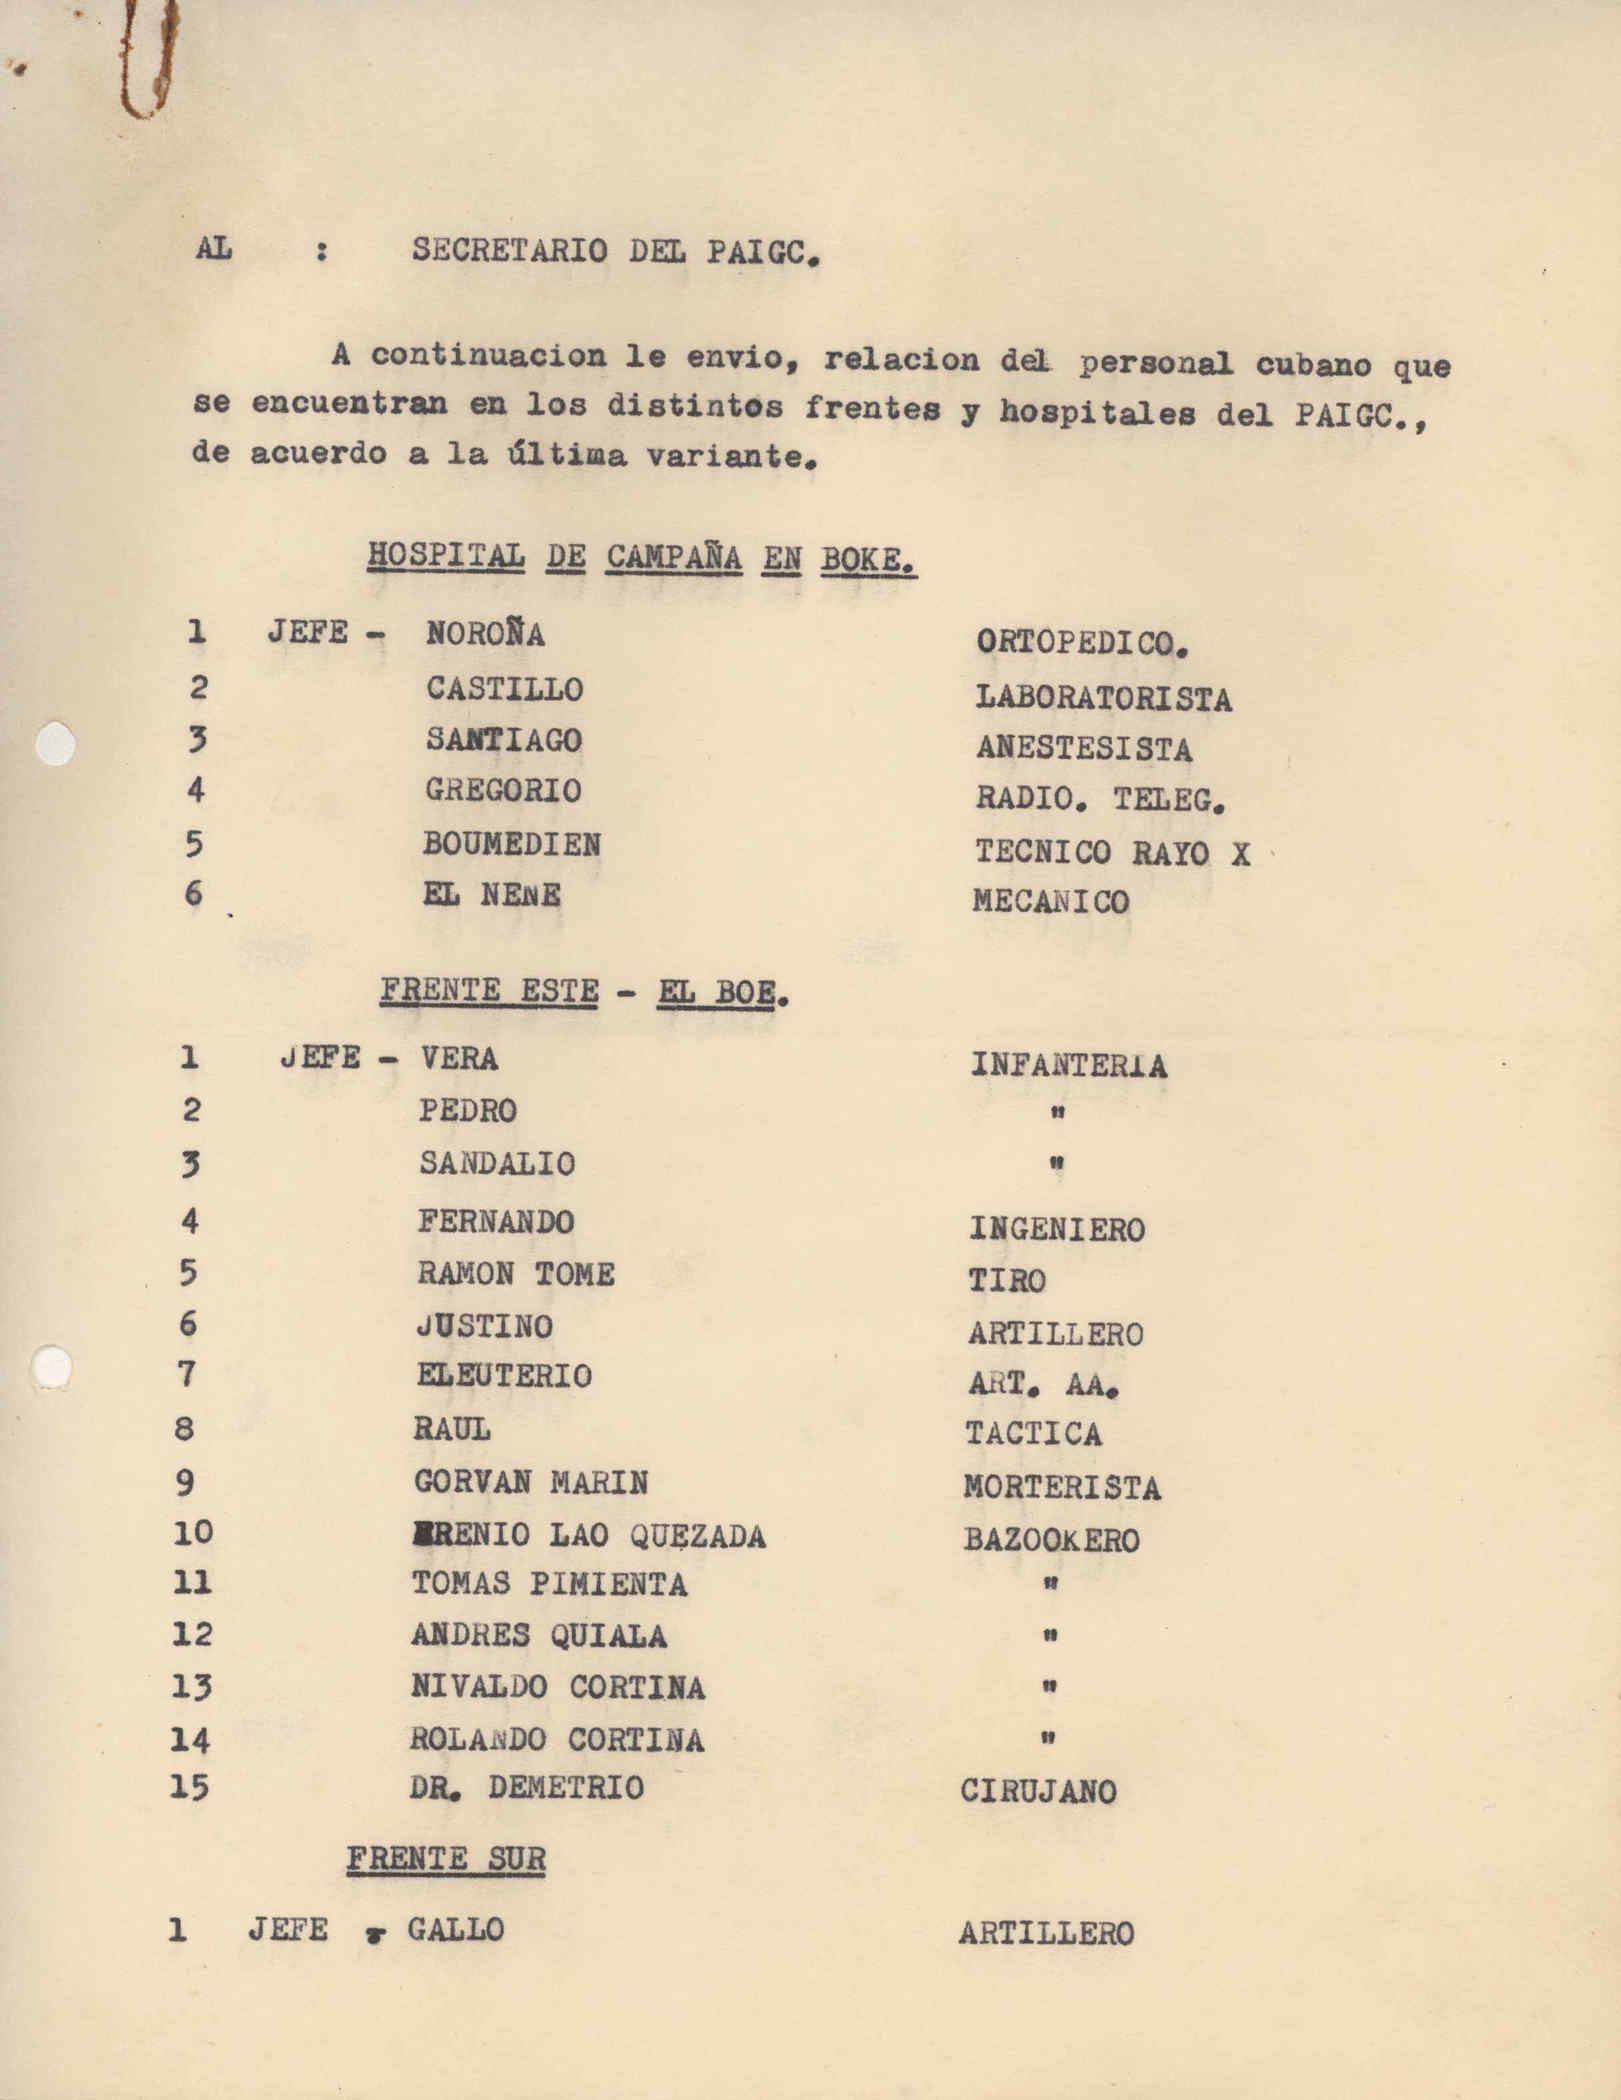 AL : SECRETARIO DEL PAIGC.
A continuacion le envio, relacion del personal cubano que
se encuentran en los distintos frentes y hospitales del PAIGC.,
de acuerdo a la última variante.
HOSPITAL DE CAMPAÑA EN BOKE.
1 JEFE - NOROÑA ORTOPEDICO.
2 CASTILLO LABORATORISTA
3 SANTIAGO ANESTESISTA
4 GREGORIO RADIO. TELEG.
5 BOUMEDIEN TECNICO RAYO X
6 EL NENE MECANICO
FRENTE ESTE - EL BOE.
1 JEFE - VERA INFANTERIA
2 PEDRO "
3 SANDALIO "
4 FERNANDO INGENIERO
5 RAMON TOME TIRO
6 JUSTINO ARTILLERO
7 ELEUTERIO ART. AA.
8 RAUL TACTICA
9 GORVAN MARIN MORTERISTA
10 LAO QUEZADA BAZOOKERO
11 TOMAS PIMIENTA "
12 ANDRES QUIALA "
13 NIVALDO CORTINA "
14 ROLANDO CORTINA "
15 DR. DEMETRIO CIRUJANO
FRENTE SUR
1 JEFE - GALLO ARTILLERO